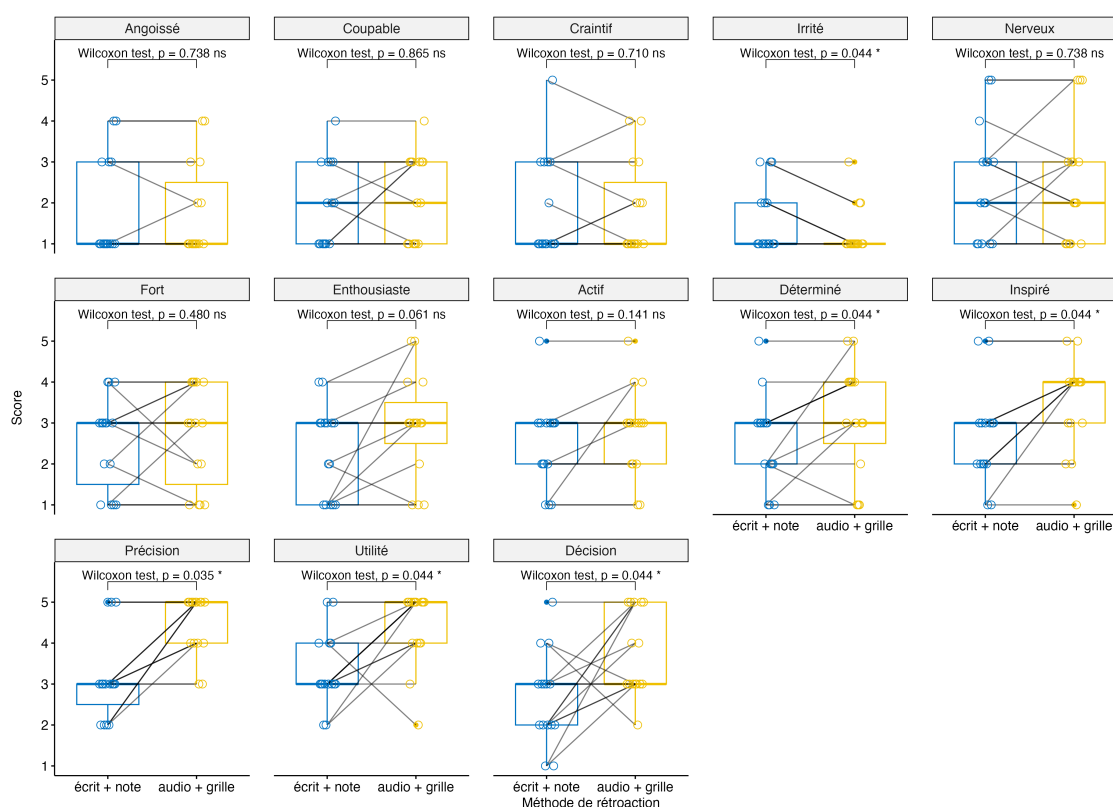 Angoissé Coupable Craintif Irrité Nerveux
Wilcoxon test, p = 0.738 ns Wilcoxon test, p = 0.865 ns Wilcoxon test, p = 0.710 ns Wilcoxon test, p = 0.044 * Wilcoxon test, p = 0.738 ns
5
4
3
2
1
Fort Enthousiaste Actif Déterminé Inspiré
Wilcoxon test, p = 0.480 ns Wilcoxon test, p = 0.061 ns Wilcoxon test, p = 0.141 ns Wilcoxon test, p = 0.044 * Wilcoxon test, p = 0.044 *
5
4
Score
3
2
1
écrit + note audio + grille écrit + note audio + grille
Précision Utilité Décision
Wilcoxon test, p = 0.035 * Wilcoxon test, p = 0.044 * Wilcoxon test, p = 0.044 *
5
4
3
2
1
écrit + note audio + grille écrit + note audio + grille écrit + note audio + grille
Méthode de rétroaction